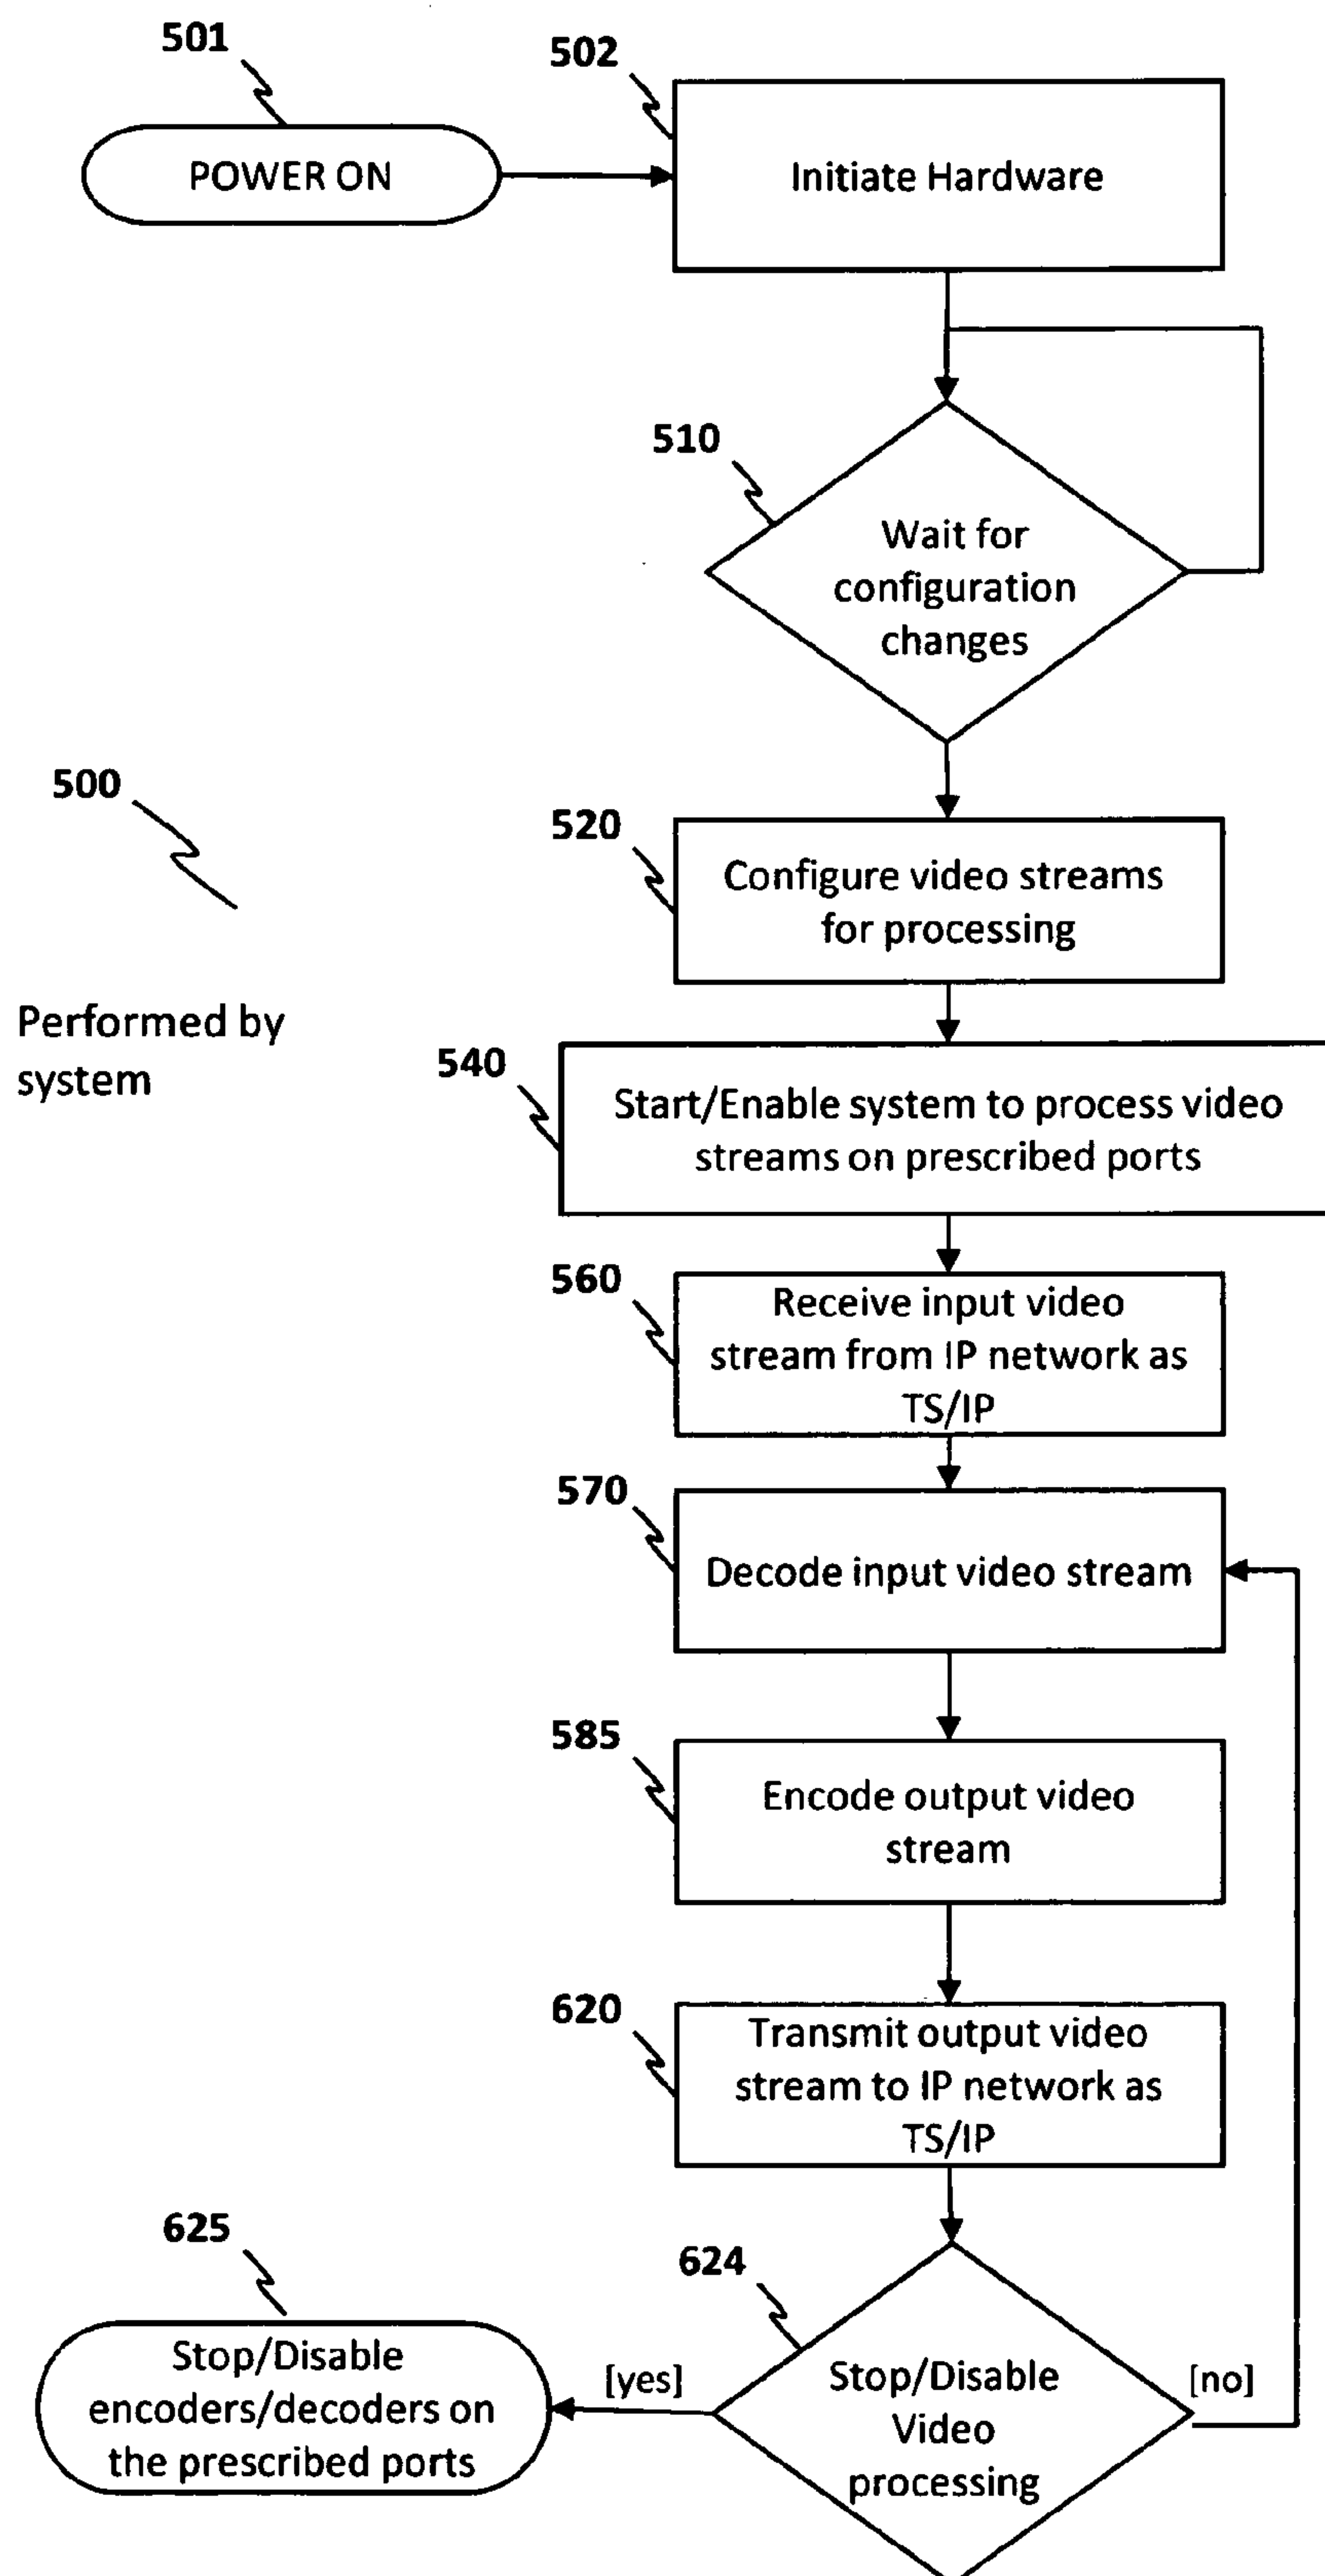 501
POWER ON
502
Initiate Hardware
510
Wait for
configuration
changes
500
Performed by
system
520
Configure video streams
for processing
540
Start/Enable system to process video
streams on prescribed ports
560
Receive input video
stream from IP network as
TS/IP
570
Decode input video stream
585
Encode output video
stream
620
Transmit output video
stream to IP network as
TS/IP
624
Stop/Disable
Video
processing
[yes]
[no]
625
Stop/Disable
encoders/decoders on
the prescribed ports